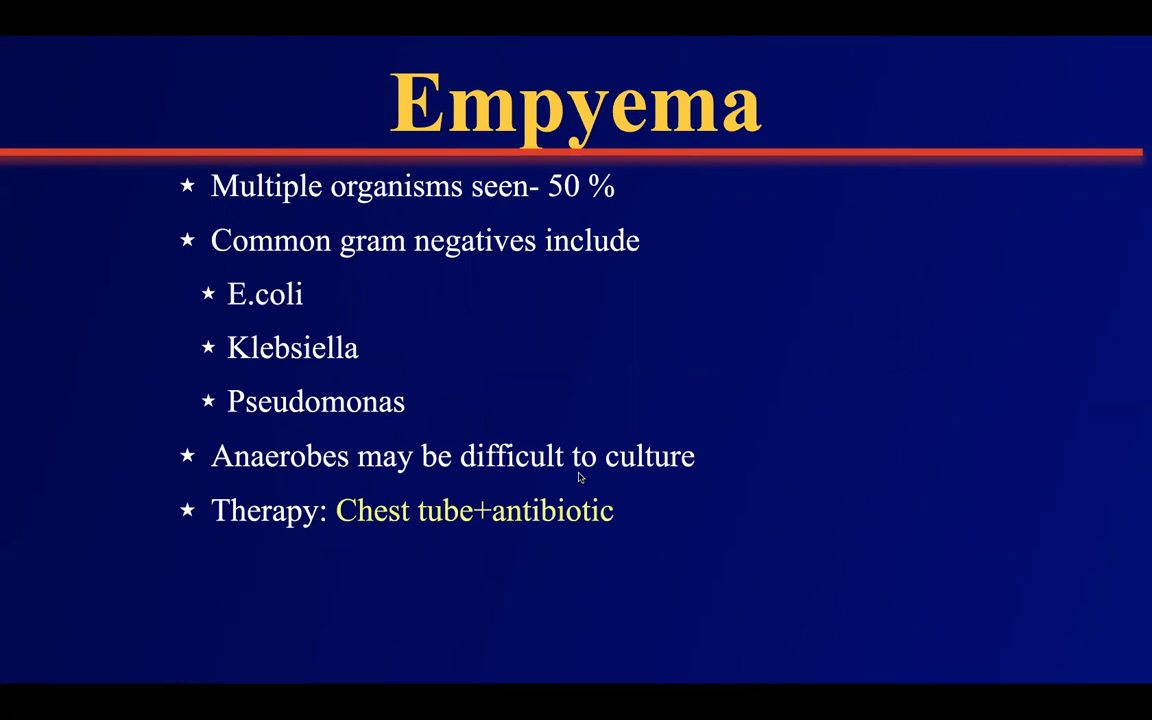 Empyema
Multiple organisms seen- 50 %
Common gram negatives include
E.coli
Klebsiella
Pseudomonas
Anaerobes may be difficult to culture
Therapy: Chest tube+antibiotic